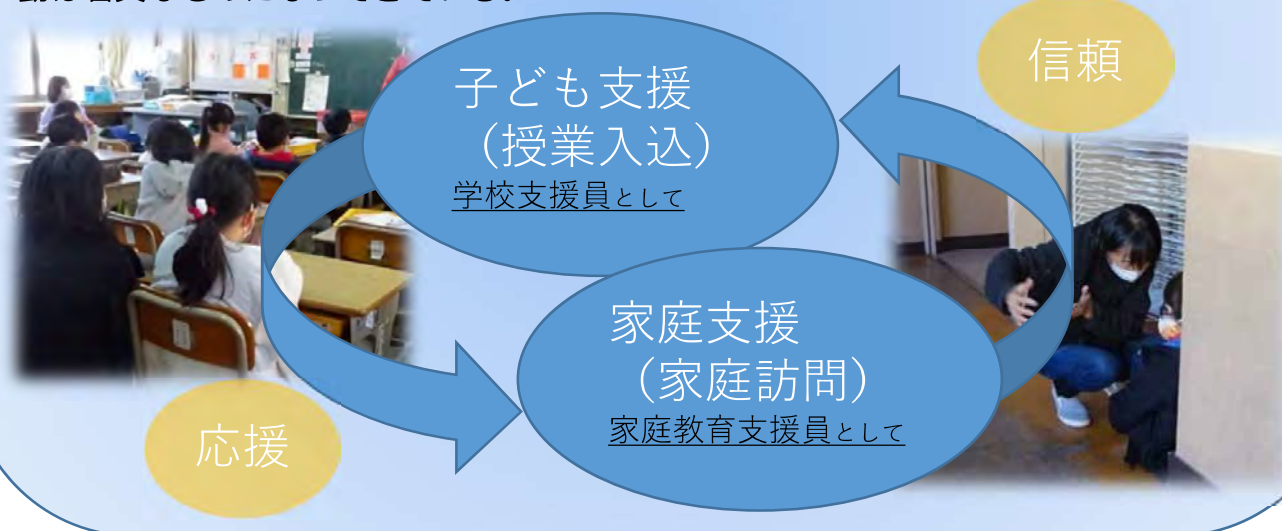 子ども支援
（授業入込）
学校支援員として
信頼
家庭支援
（家庭訪問）
家庭教育支援員として
応援